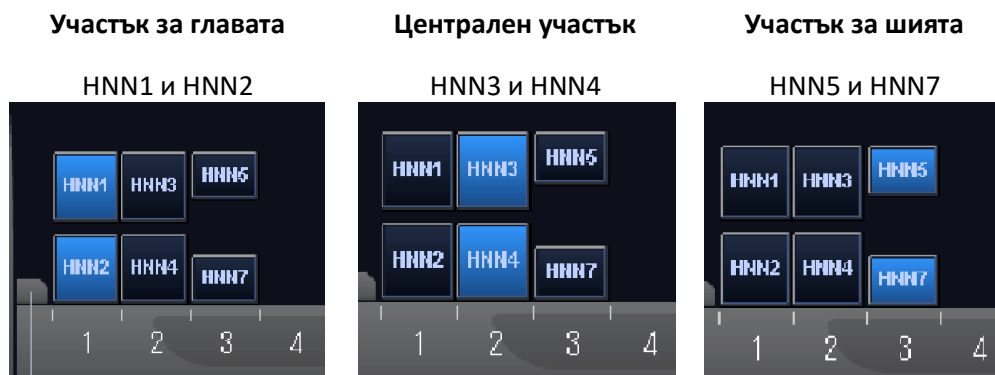 Участък за главата
HNN1 и HNN2
HNN1 HNN3 HNN5
HNN2 HNN4 HNN7
1 2 3 4
Централен участък
HNN3 и HNN4
HNN1 HNN3 HNN5
HNN2 HNN4 HNN7
1 2 3 4
Участък за шията
HNN5 и HNN7
HNN1 HNN3 HNN5
HNN2 HNN4 HNN7
1 2 3 4